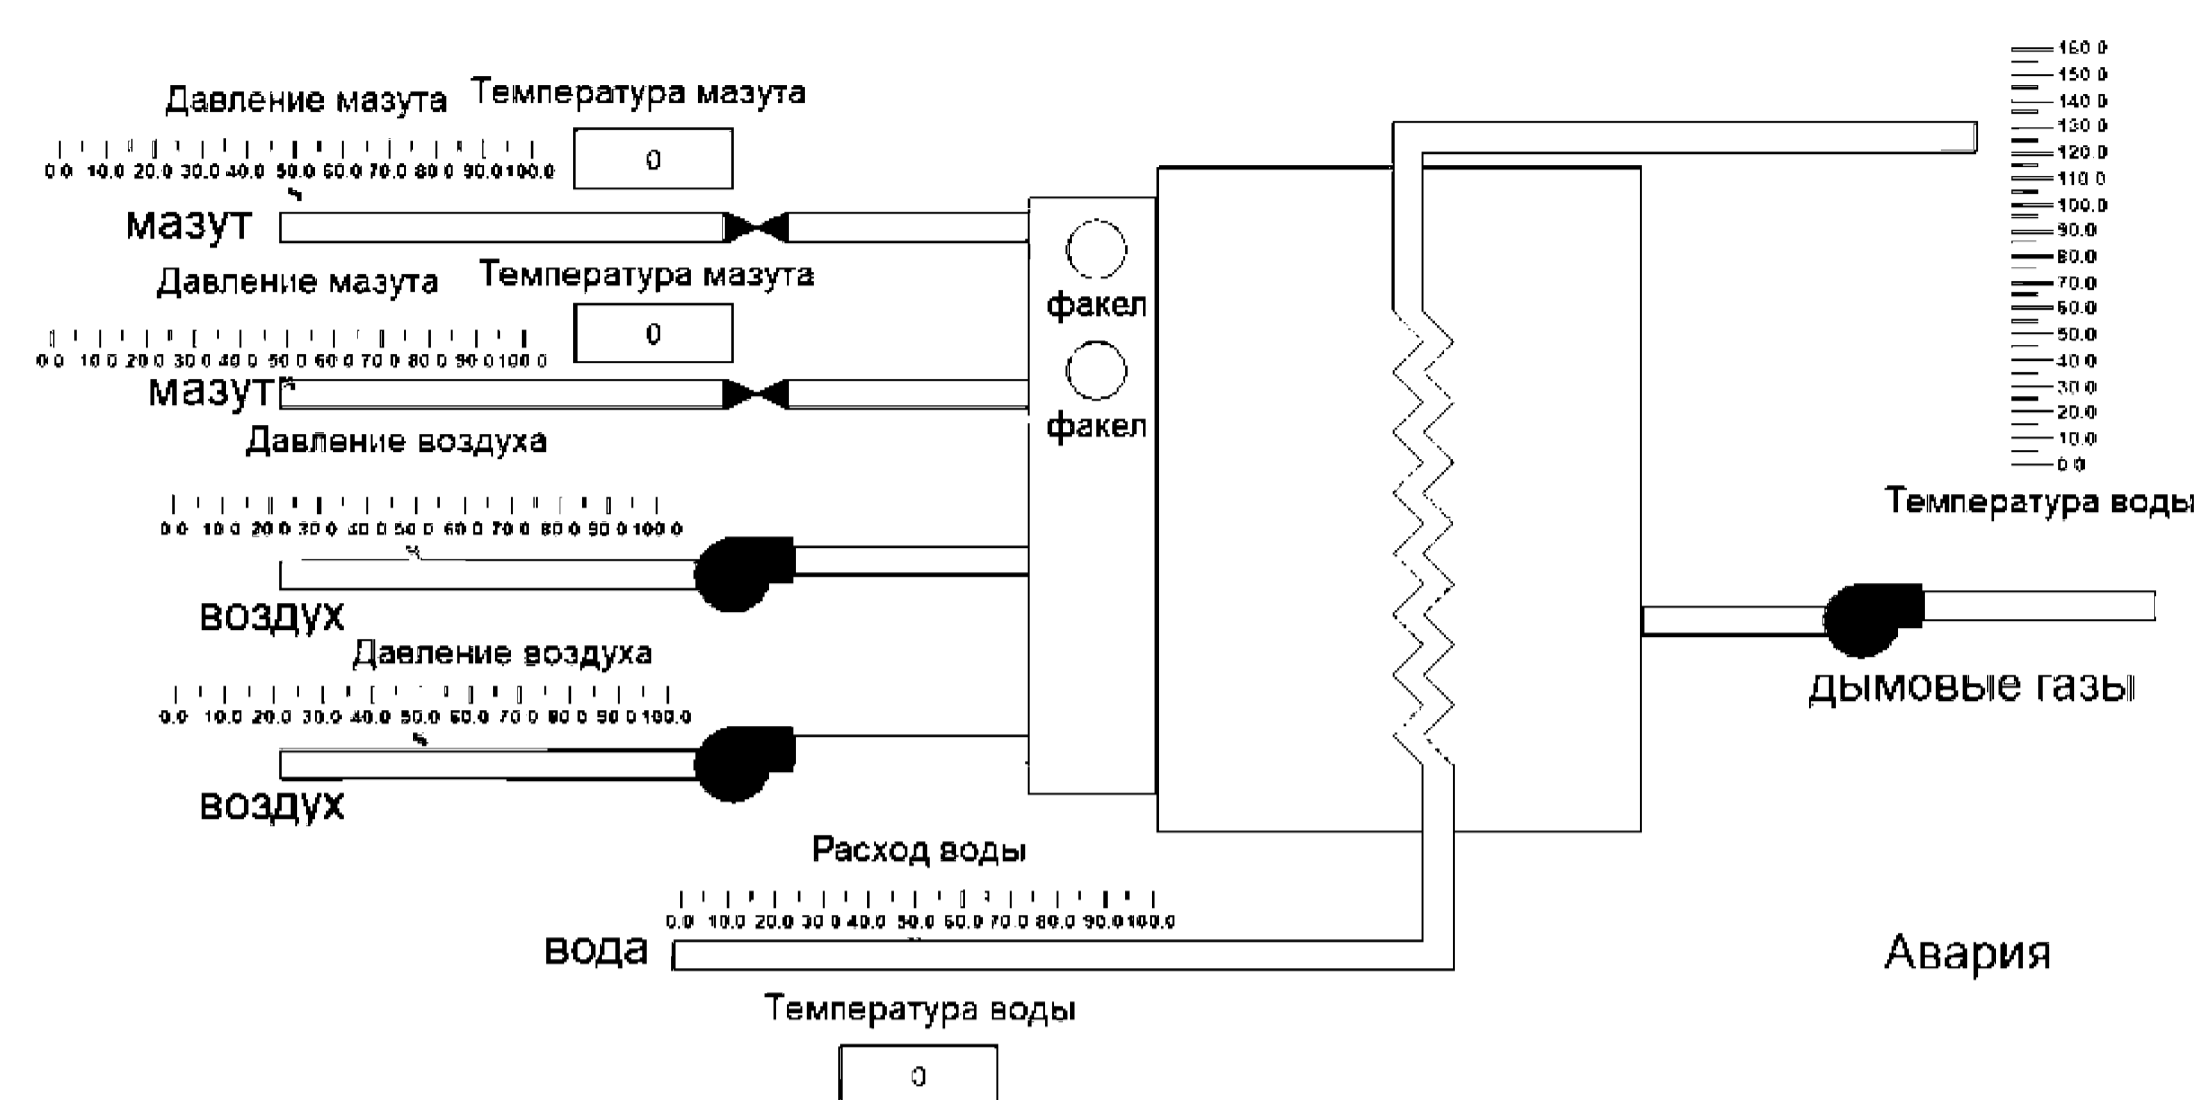 Давление мазута
Температура мазута
0.0 10.0 20.0 30.0 40.0 50.0 60.0 70.0 80.0 90.0 100.0
0
%
мазут
Давление мазута
Температура мазута
0.0 10.0 20.0 30.0 40.0 50.0 60.0 70.0 80.0 90.0 100.0
0
%
мазут
факел
факел
Давление воздуха
0.0 10.0 20.0 30.0 40.0 50.0 60.0 70.0 80.0 90.0 100.0
%
воздух
Давление воздуха
0.0 10.0 20.0 30.0 40.0 50.0 60.0 70.0 80.0 90.0 100.0
%
воздух
Расход воды
0.0 10.0 20.0 30.0 40.0 50.0 60.0 70.0 80.0 90.0 100.0
вода
Температура воды
0
160.0
150.0
140.0
130.0
120.0
110.0
100.0
90.0
80.0
70.0
60.0
50.0
40.0
30.0
20.0
10.0
0.0
Температура воды
дымовые газы
Авария